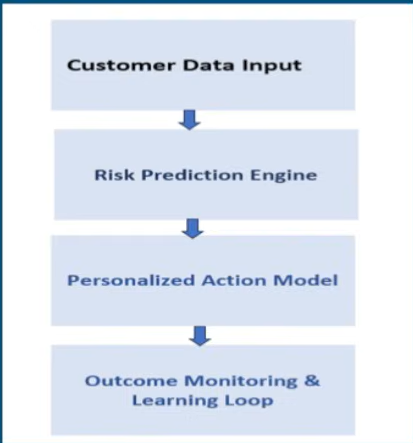 Customer Data Input
Risk Prediction Engine
Personalized Action Model
Outcome Monitoring &
Learning Loop